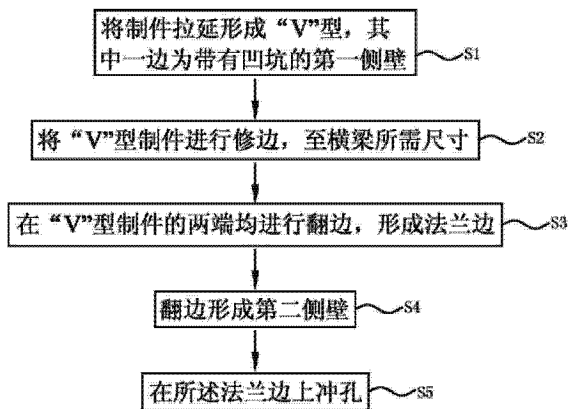 将制件拉延形成“V”型，其
中一边为带有凹坑的第一侧壁
S1
将“V”型制件进行修边，至横梁所需尺寸
S2
在“V”型制件的两端均进行翻边，形成法兰边
S3
翻边形成第二侧壁
S4
在所述法兰边上冲孔
S5